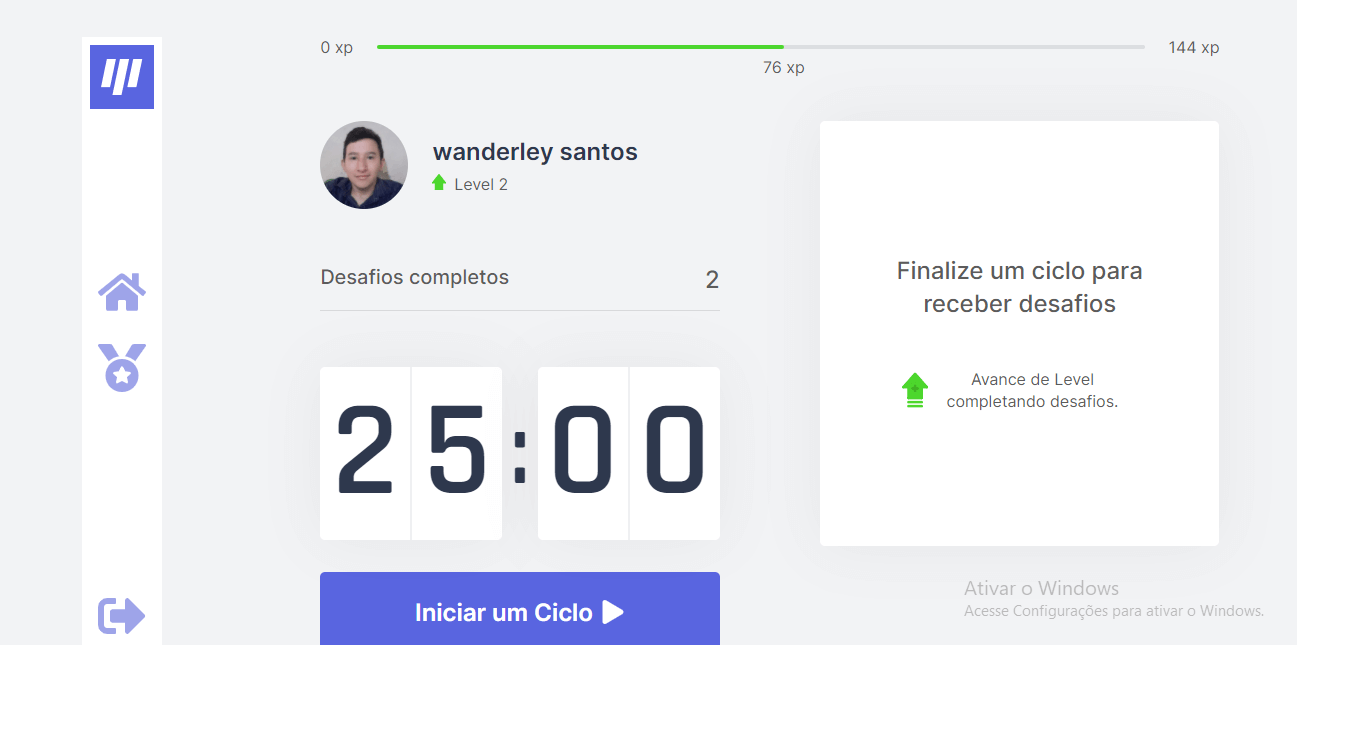 0 xp
144 xp
76 xp
wanderley santos
Level 2
Desafios completos
2
25:00
Iniciar um Ciclo
Finalize um ciclo para
receber desafios
Avance de Level
completando desafios.
Ativar o Windows
Acesse Configurações para ativar o Windows.